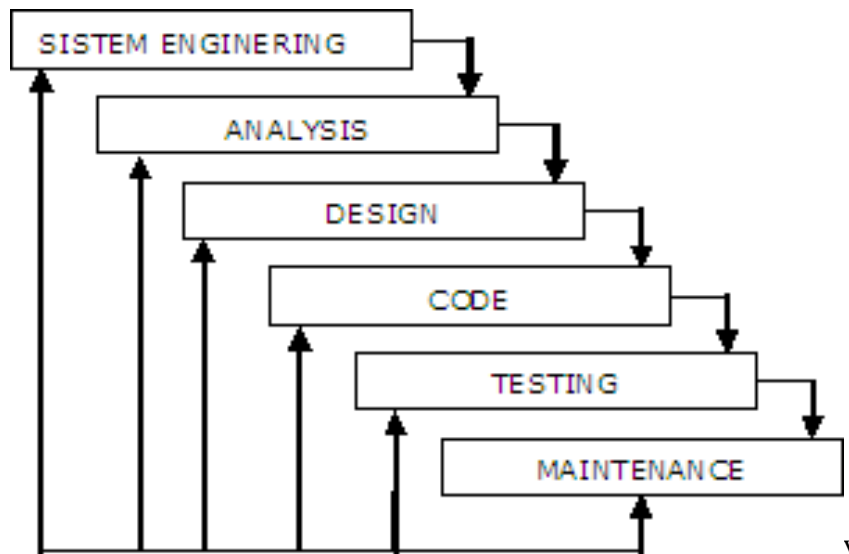 SISTEM ENGINERING
ANALYSIS
DESIGN
CODE
TESTING
MAINTENANCE